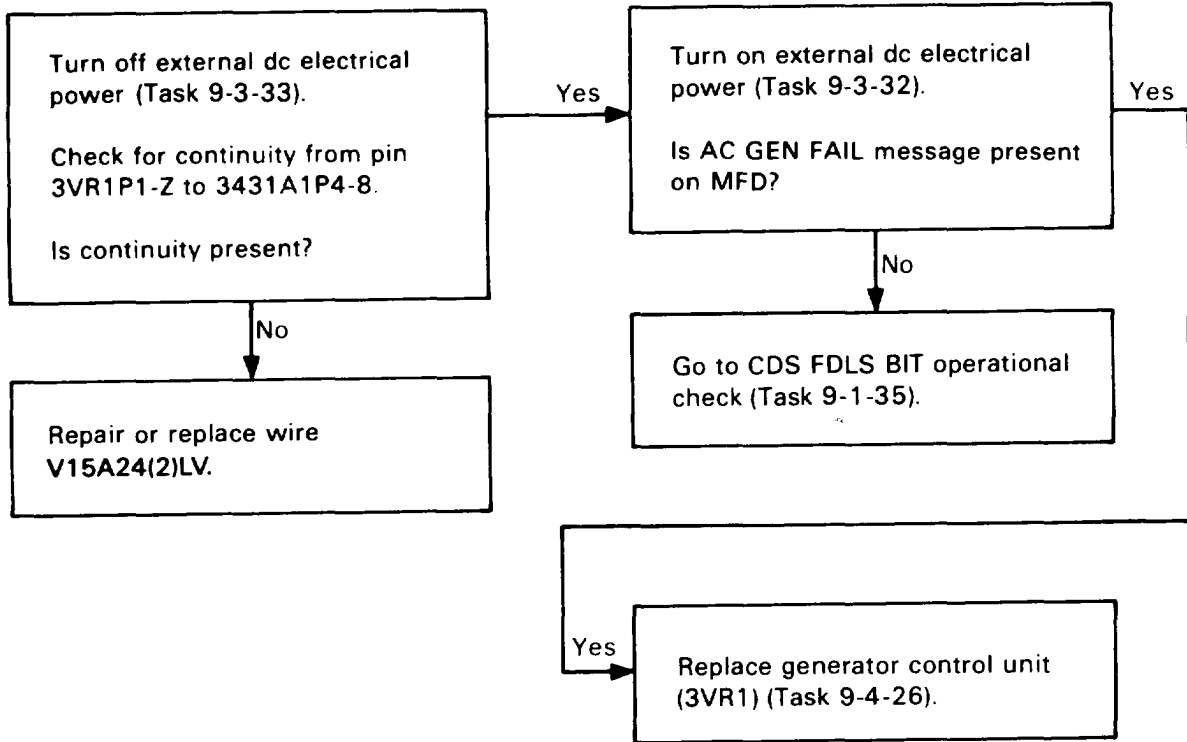 Turn off external dc electrical
power (Task 9-3-33).
Check for continuity from pin
3VR1P1-Z to 3431A1P4-8.
Is continuity present?
Yes
No
Repair or replace wire
V15A24(2)LV.
Turn on external dc electrical
power (Task 9-3-32).
Is AC GEN FAIL message present
on MFD?
Yes
No
Go to CDS FDLS BIT operational
check (Task 9-1-35).
Yes
Replace generator control unit
(3VR1) (Task 9-4-26).